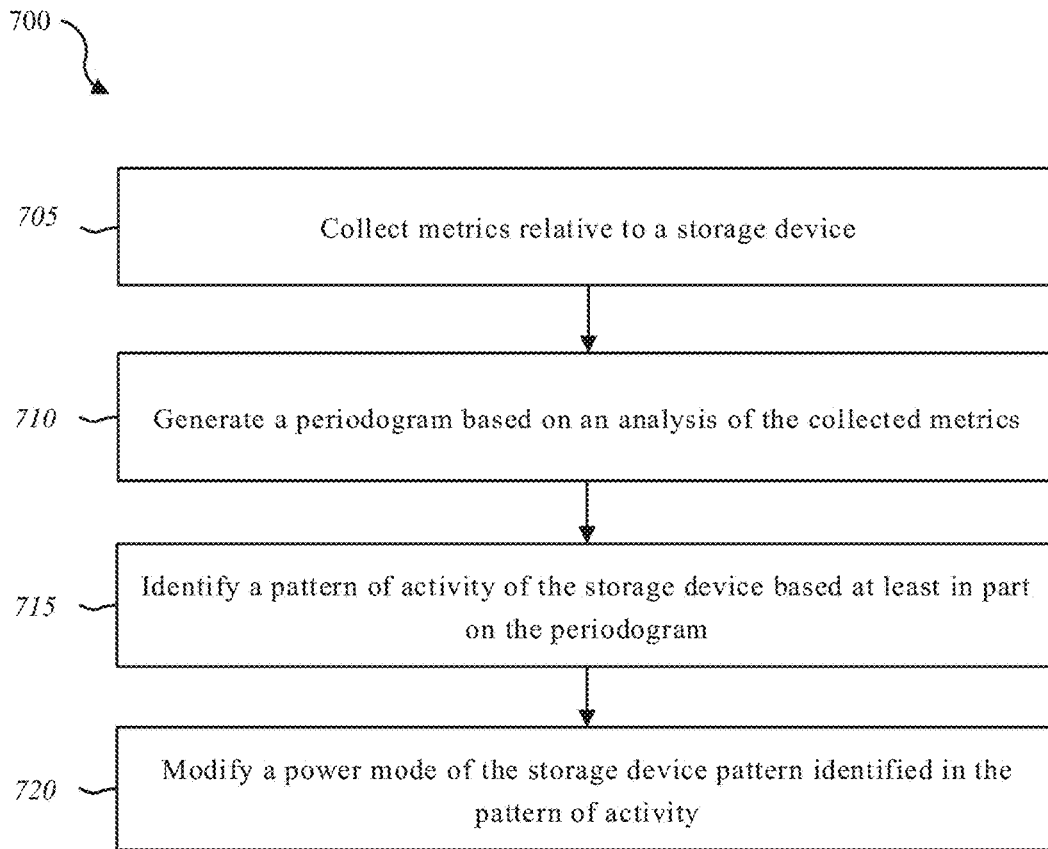 700
705
Collect metrics relative to a storage device
710
Generate a periodogram based on an analysis of the collected metrics
715
Identify a pattern of activity of the storage device based at least in part
on the periodogram
720
Modify a power mode of the storage device pattern identified in the
pattern of activity